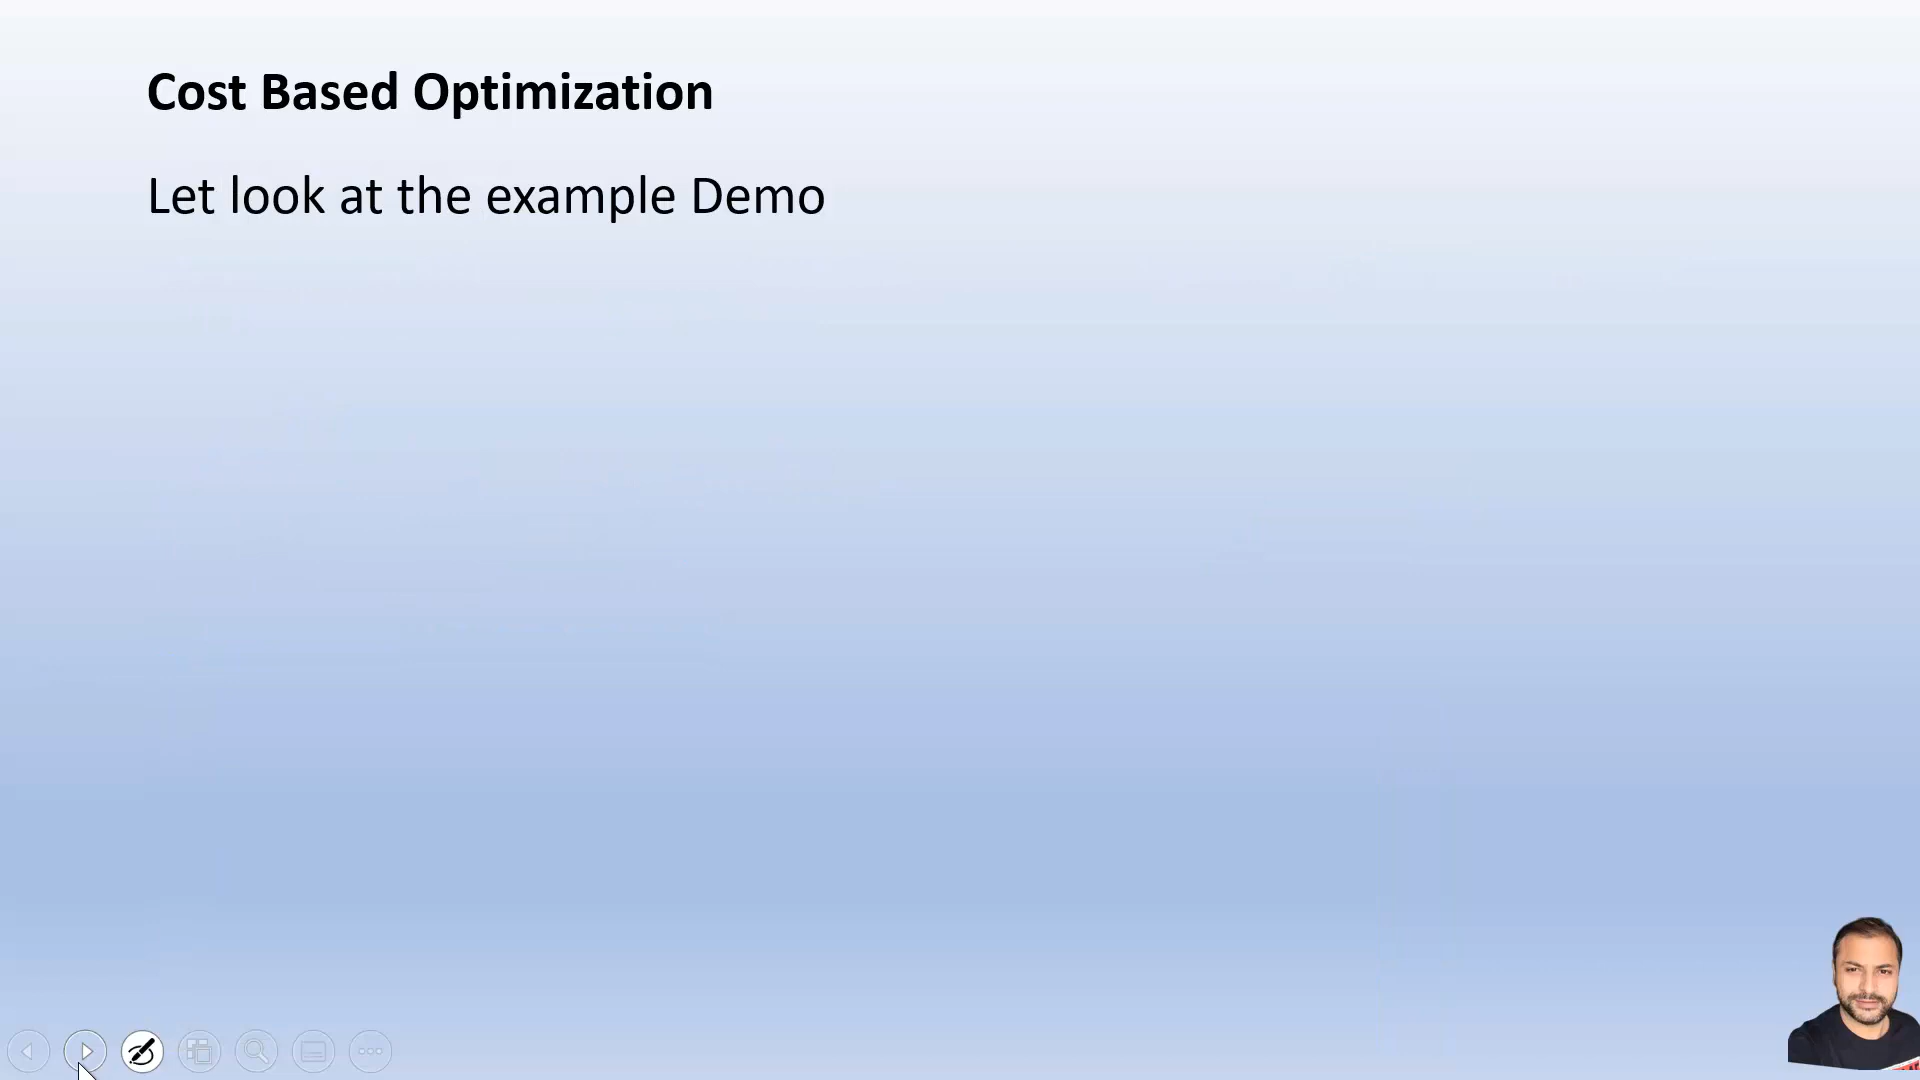 Cost Based Optimization
Let look at the example Demo